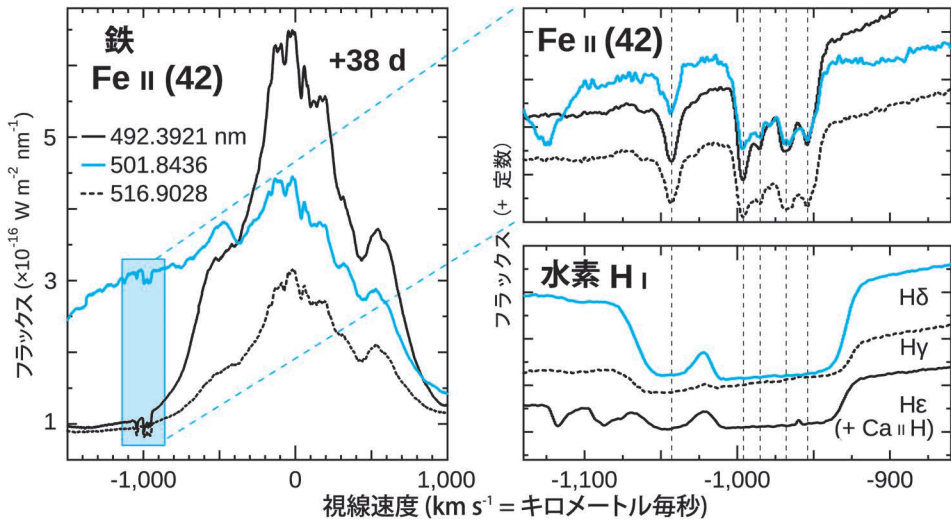 鉄
Fe II (42)
+38 d
492.3921 nm
501.8436
516.9028
5
3
1
-1,000
0
1,000
フラックス (×10⁻¹⁶ W m⁻² nm⁻¹)
Fe II (42)
フラックス (+ 定数)
水素 H I
Hδ
Hγ
Hε
(+ Ca II H)
-1,100
-1,000
-900
視線速度 (km s⁻¹ = キロメートル毎秒)